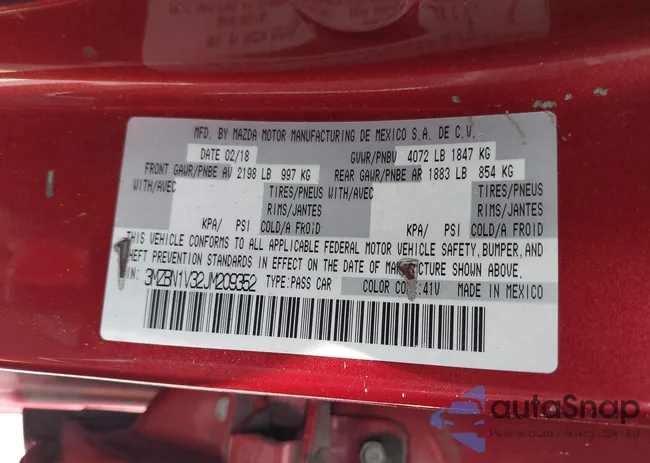 MFD. BY MAZDA MOTOR MANUFACTURING DE MEXICO S.A. DE C.V.
DATE 02/18 GVWR/PNBV 4072 LB 1847 KG
FRONT GAWR/PNBE AV 2198 LB 997 KG REAR GAWR/PNBE AR 1883 LB 854 KG
WITH/AVEC TIRES/PNEUS WITH/AVEC TIRES/PNEUS
RIMS/JANTES RIMS/JANTES
KPA/ PSI COLD/A FROID KPA/ PSI COLD/A FROID
THIS VEHICLE CONFORMS TO ALL APPLICABLE FEDERAL MOTOR VEHICLE SAFETY, BUMPER, AND
THEFT PREVENTION STANDARDS IN EFFECT ON THE DATE OF MANUFACTURE SHOWN ABOVE.
IN: 3MZBN1V32JM209352 TYPE:PASS CAR COLOR CODE:41V MADE IN MEXICO
autaSnap